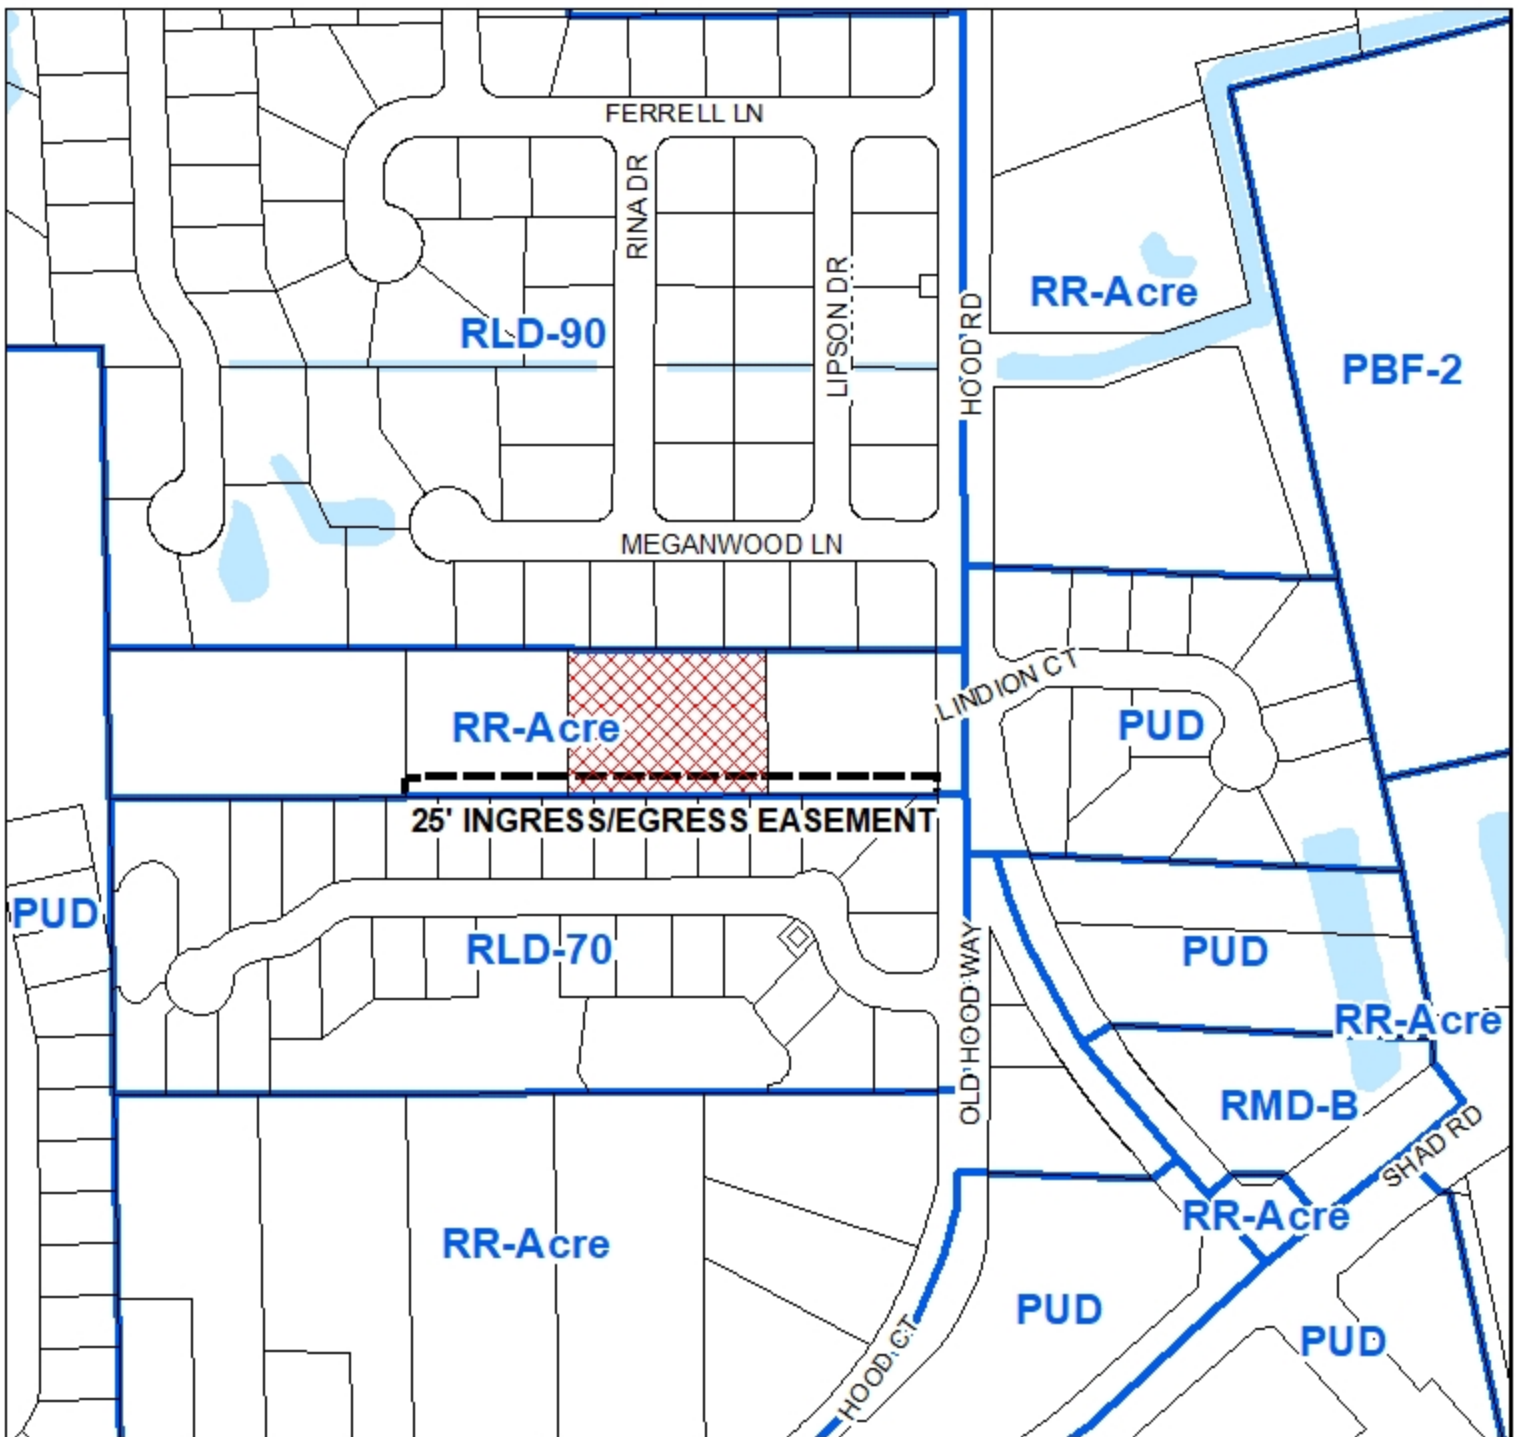 FERRELL LN
RINA DR
LIPSON DR
HOOD RD
RR-Acre
RLD-90
PBF-2
MEGANWOOD LN
LINDION CT
RR-Acre
PUD
25' INGRESS/EGRESS EASEMENT
PUD
RLD-70
PUD
OLD HOOD WAY
RR-Acre
RMD-B
SHAD RD
RR-Acre
RR-Acre
PUD
PUD
HOOD CT